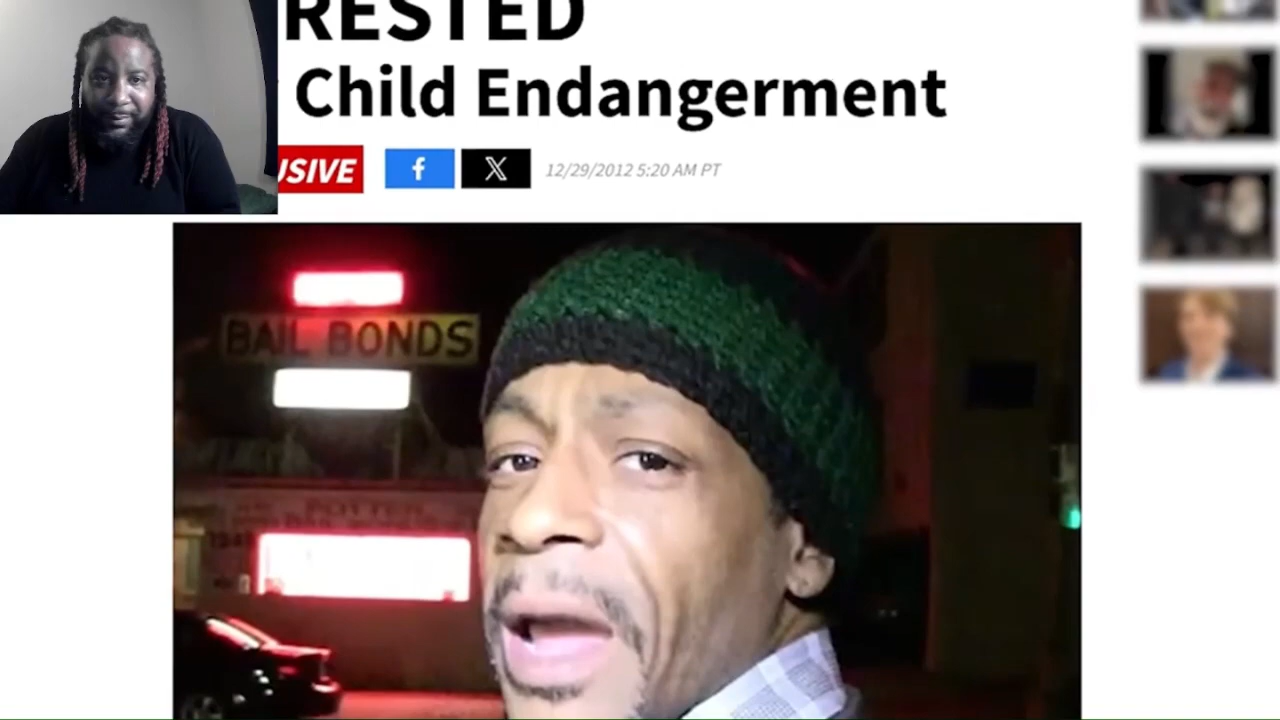 RESTED
Child Endangerment
USIVE f X 12/29/2012 5:20 AM PT
BAIL BONDS